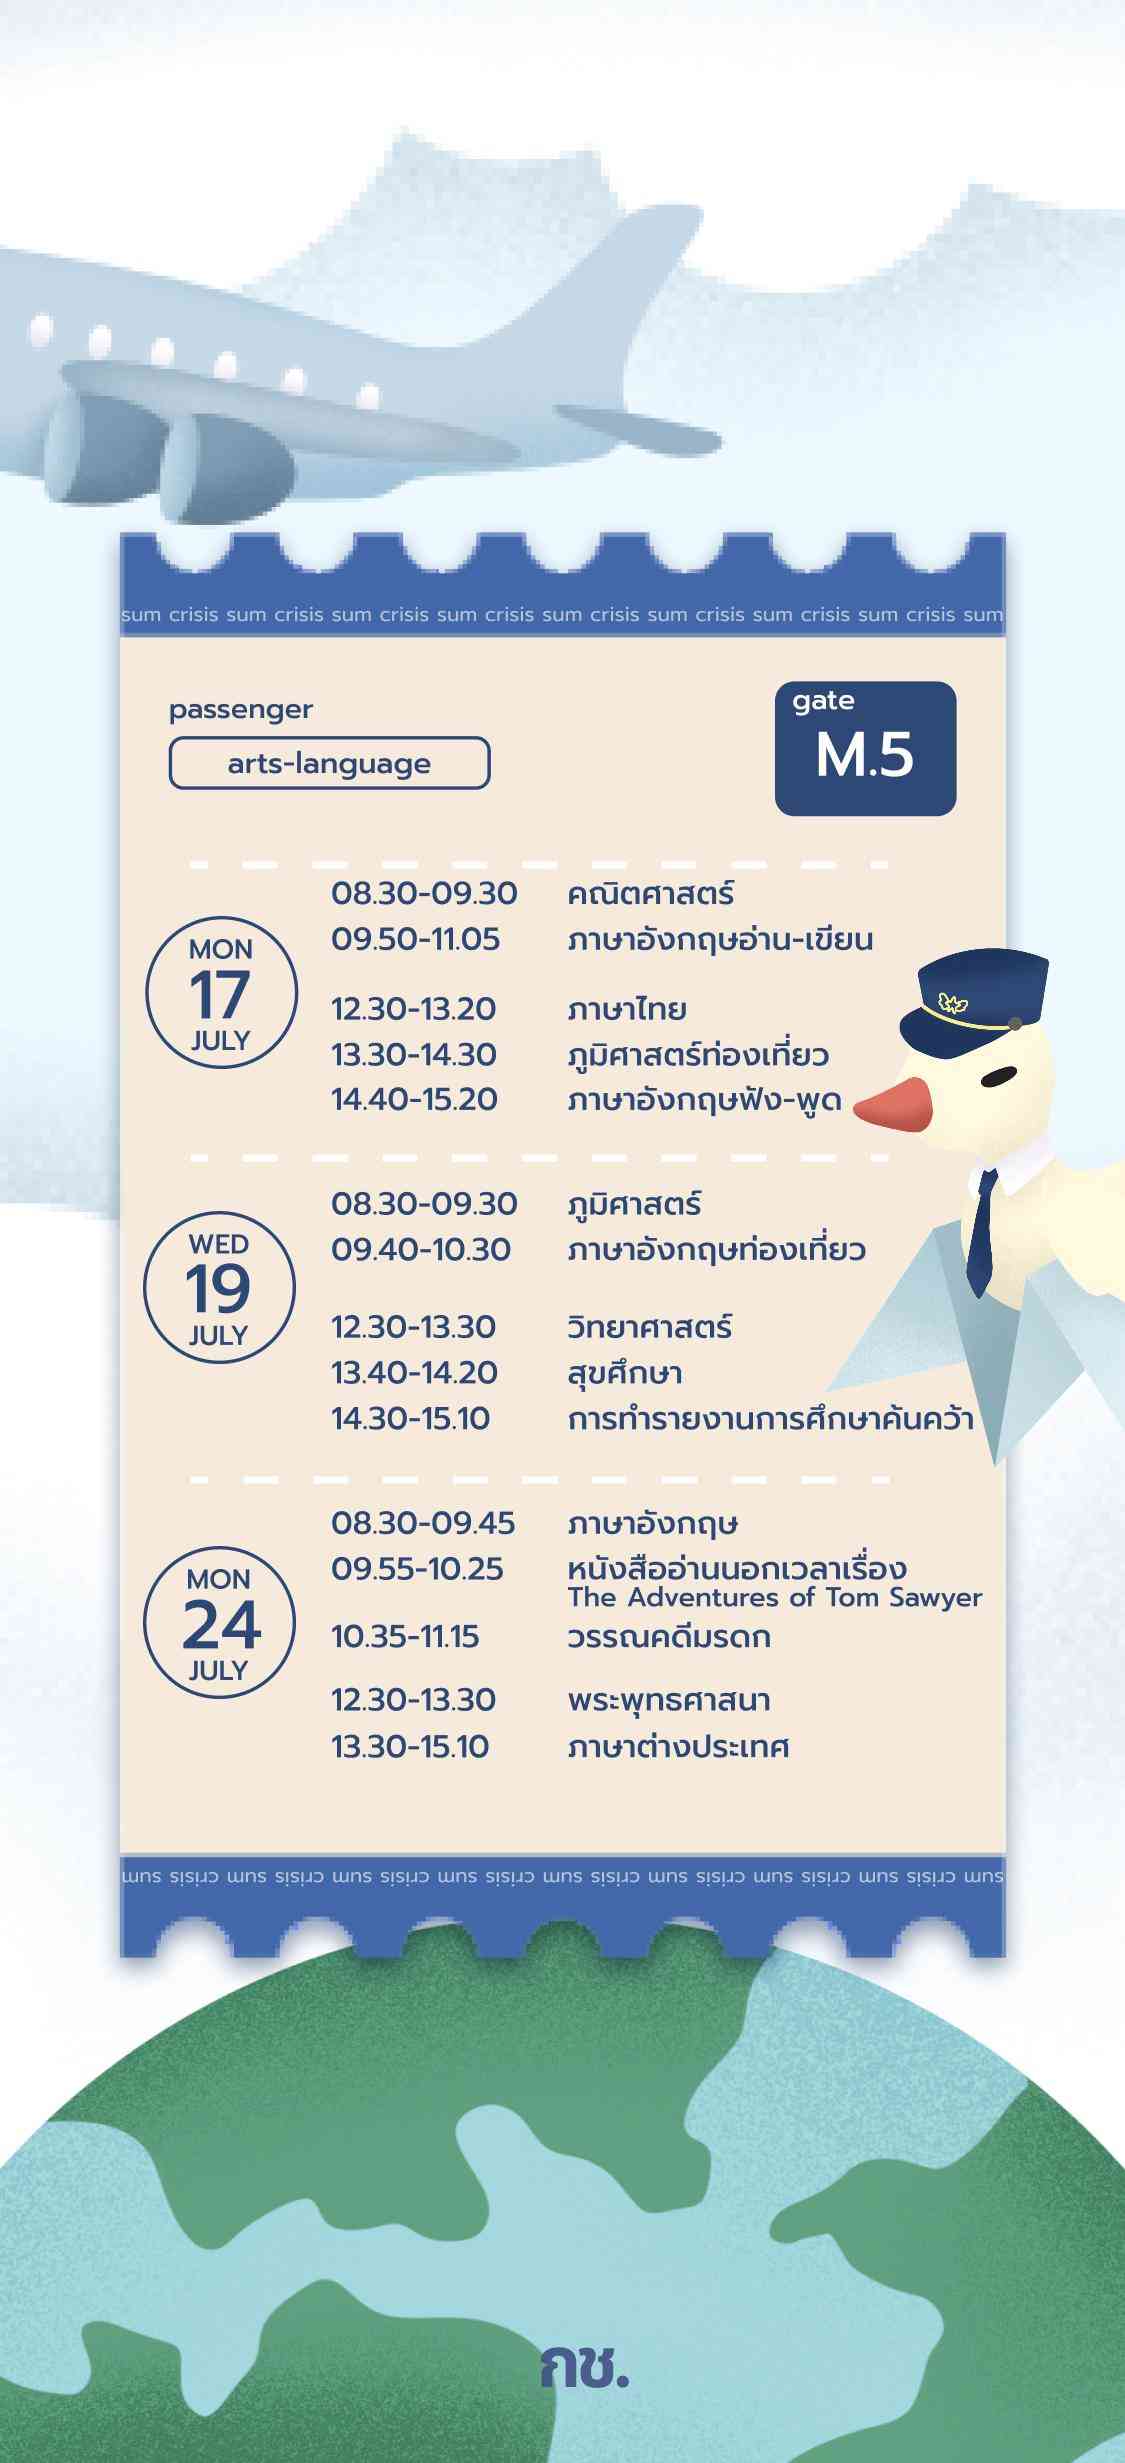 sum crisis sum crisis sum crisis sum crisis sum crisis sum crisis sum crisis sum crisis sum
passenger
arts-language
gate
M.5
MON
17
JULY
08.30-09.30 คณิตศาสตร์
09.50-11.05 ภาษาอังกฤษอ่าน-เขียน
12.30-13.20 ภาษาไทย
13.30-14.30 ภูมิศาสตร์ท่องเที่ยว
14.40-15.20 ภาษาอังกฤษฟัง-พูด
WED
19
JULY
08.30-09.30 ภูมิศาสตร์
09.40-10.30 ภาษาอังกฤษท่องเที่ยว
12.30-13.30 วิทยาศาสตร์
13.40-14.20 สุขศึกษา
14.30-15.10 การทำรายงานการศึกษาค้นคว้า
MON
24
JULY
08.30-09.45 ภาษาอังกฤษ
09.55-10.25 หนังสืออ่านนอกเวลาเรื่อง
The Adventures of Tom Sawyer
10.35-11.15 วรรณคดีมรดก
12.30-13.30 พระพุทธศาสนา
13.30-15.10 ภาษาต่างประเทศ
sum crisis sum crisis sum crisis sum crisis sum crisis sum crisis sum crisis sum crisis sum
กช.